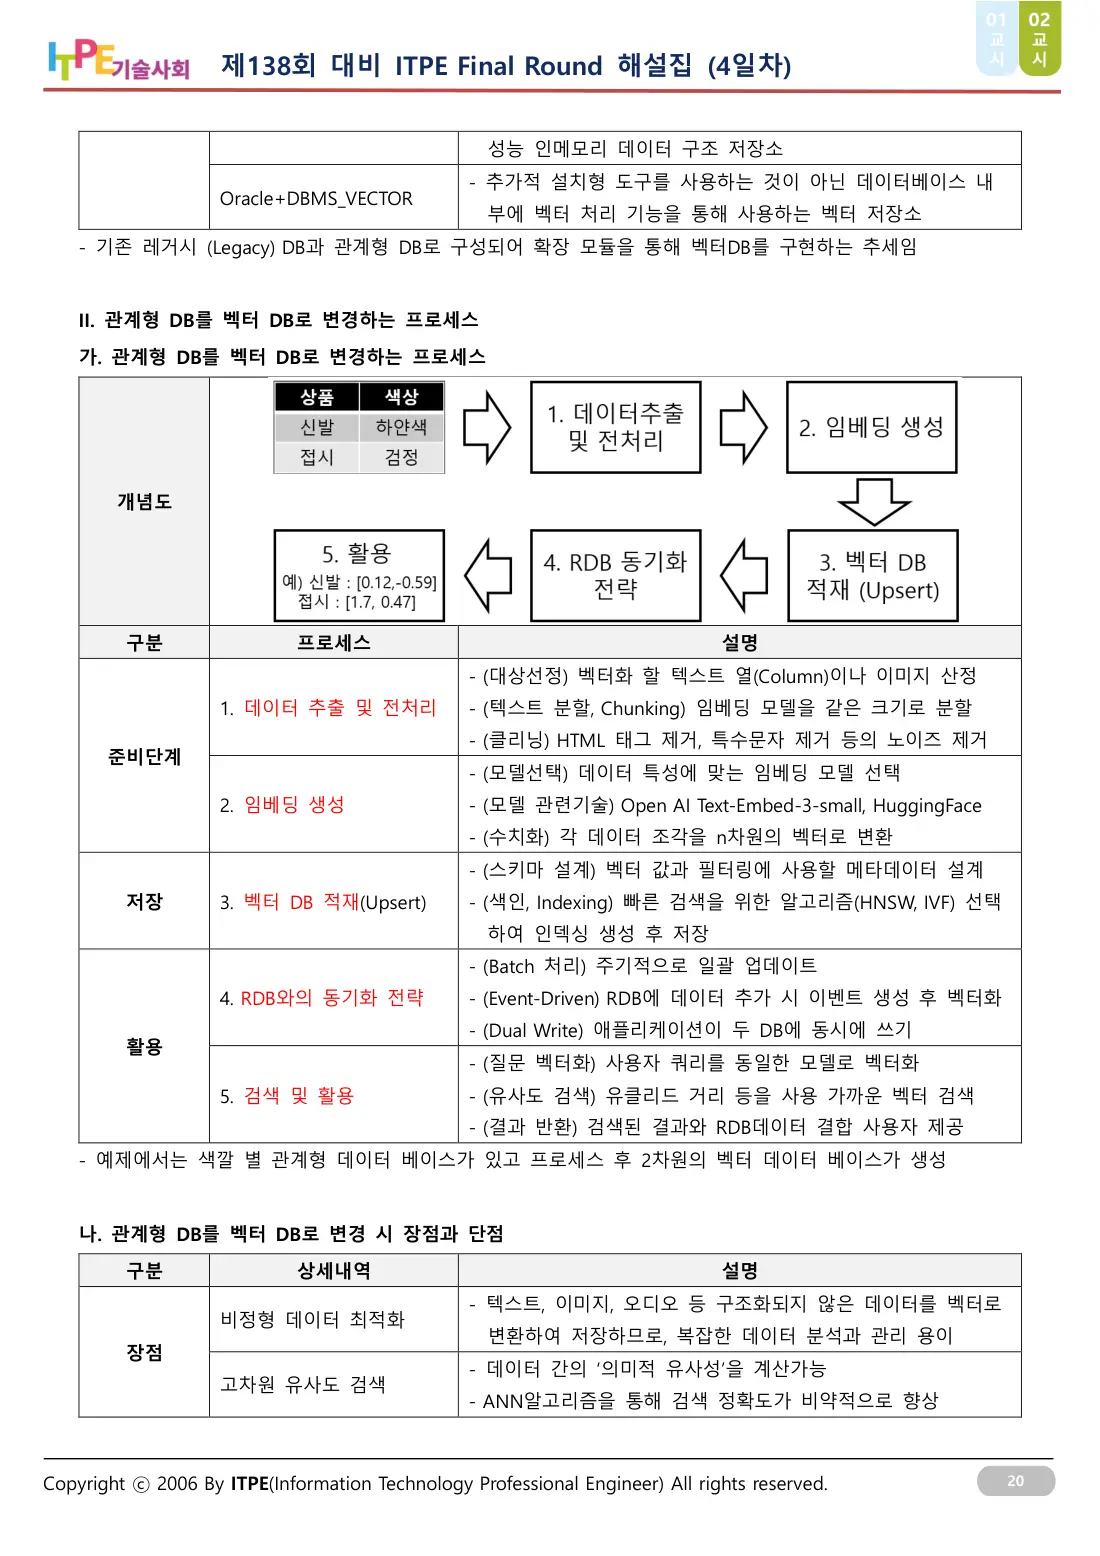 ITPE기술사회 제138회 대비 ITPE Final Round 해설집 (4일차)
01 교시
02 교시
성능 인메모리 데이터 구조 저장소
Oracle+DBMS_VECTOR
- 추가적 설치형 도구를 사용하는 것이 아닌 데이터베이스 내
부에 벡터 처리 기능을 통해 사용하는 벡터 저장소
- 기존 레거시 (Legacy) DB과 관계형 DB로 구성되어 확장 모듈을 통해 벡터DB를 구현하는 추세임
II. 관계형 DB를 벡터 DB로 변경하는 프로세스
가. 관계형 DB를 벡터 DB로 변경하는 프로세스
개념도
상품 색상
신발 하얀색
접시 검정
1. 데이터추출
및 전처리
2. 임베딩 생성
3. 벡터 DB
적재 (Upsert)
4. RDB 동기화
전략
5. 활용
예) 신발 : [0.12,-0.59]
접시 : [1.7, 0.47]
구분 프로세스 설명
준비단계
1. 데이터 추출 및 전처리
- (대상선정) 벡터화 할 텍스트 열(Column)이나 이미지 산정
- (텍스트 분할, Chunking) 임베딩 모델을 같은 크기로 분할
- (클리닝) HTML 태그 제거, 특수문자 제거 등의 노이즈 제거
2. 임베딩 생성
- (모델선택) 데이터 특성에 맞는 임베딩 모델 선택
- (모델 관련기술) Open AI Text-Embed-3-small, HuggingFace
- (수치화) 각 데이터 조각을 n차원의 벡터로 변환
저장
3. 벡터 DB 적재(Upsert)
- (스키마 설계) 벡터 값과 필터링에 사용할 메타데이터 설계
- (색인, Indexing) 빠른 검색을 위한 알고리즘(HNSW, IVF) 선택
하여 인덱싱 생성 후 저장
활용
4. RDB와의 동기화 전략
- (Batch 처리) 주기적으로 일괄 업데이트
- (Event-Driven) RDB에 데이터 추가 시 이벤트 생성 후 벡터화
- (Dual Write) 애플리케이션이 두 DB에 동시에 쓰기
5. 검색 및 활용
- (질문 벡터화) 사용자 쿼리를 동일한 모델로 벡터화
- (유사도 검색) 유클리드 거리 등을 사용 가까운 벡터 검색
- (결과 반환) 검색된 결과와 RDB데이터 결합 사용자 제공
- 예제에서는 색깔 별 관계형 데이터 베이스가 있고 프로세스 후 2차원의 벡터 데이터 베이스가 생성
나. 관계형 DB를 벡터 DB로 변경 시 장점과 단점
구분 상세내역 설명
장점
비정형 데이터 최적화
- 텍스트, 이미지, 오디오 등 구조화되지 않은 데이터를 벡터로
변환하여 저장하므로, 복잡한 데이터 분석과 관리 용이
고차원 유사도 검색
- 데이터 간의 ‘의미적 유사성’을 계산가능
- ANN알고리즘을 통해 검색 정확도가 비약적으로 향상
Copyright ⓒ 2006 By ITPE(Information Technology Professional Engineer) All rights reserved.
20